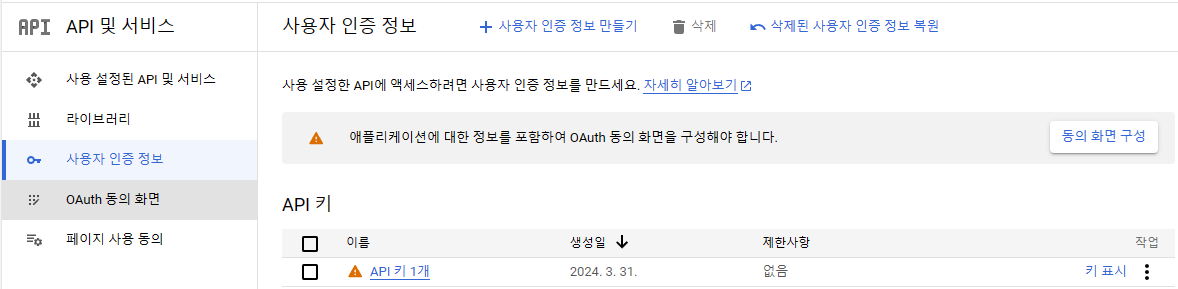 API API 및 서비스
사용자 인증 정보
사용자 인증 정보 만들기
삭제
삭제된 사용자 인증 정보 복원
사용 설정된 API 및 서비스
라이브러리
사용자 인증 정보
OAuth 동의 화면
페이지 사용 동의
사용 설정한 API에 액세스하려면 사용자 인증 정보를 만드세요. 자세히 알아보기
애플리케이션에 대한 정보를 포함하여 OAuth 동의 화면을 구성해야 합니다.
동의 화면 구성
API 키
이름 생성일 제한사항 작업
API 키 1개 2024. 3. 31. 없음 키 표시